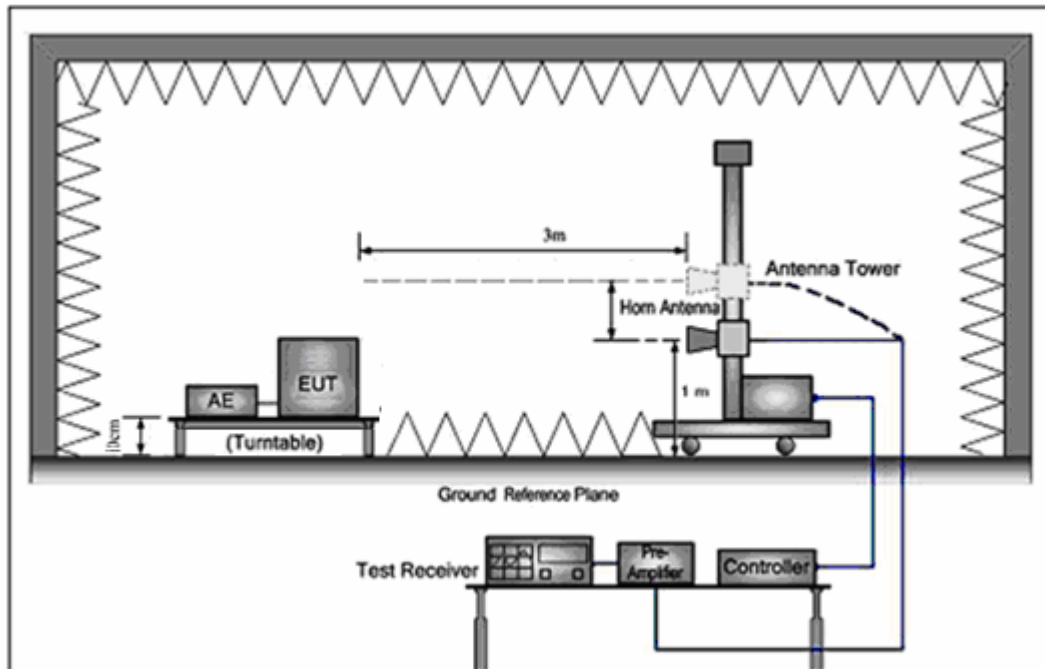 3m
Antenna Tower
Horn Antenna
1 m
AE
EUT
(Turntable)
Ground Reference Plane
Test Receiver
Pre-
Amplifier
Controller